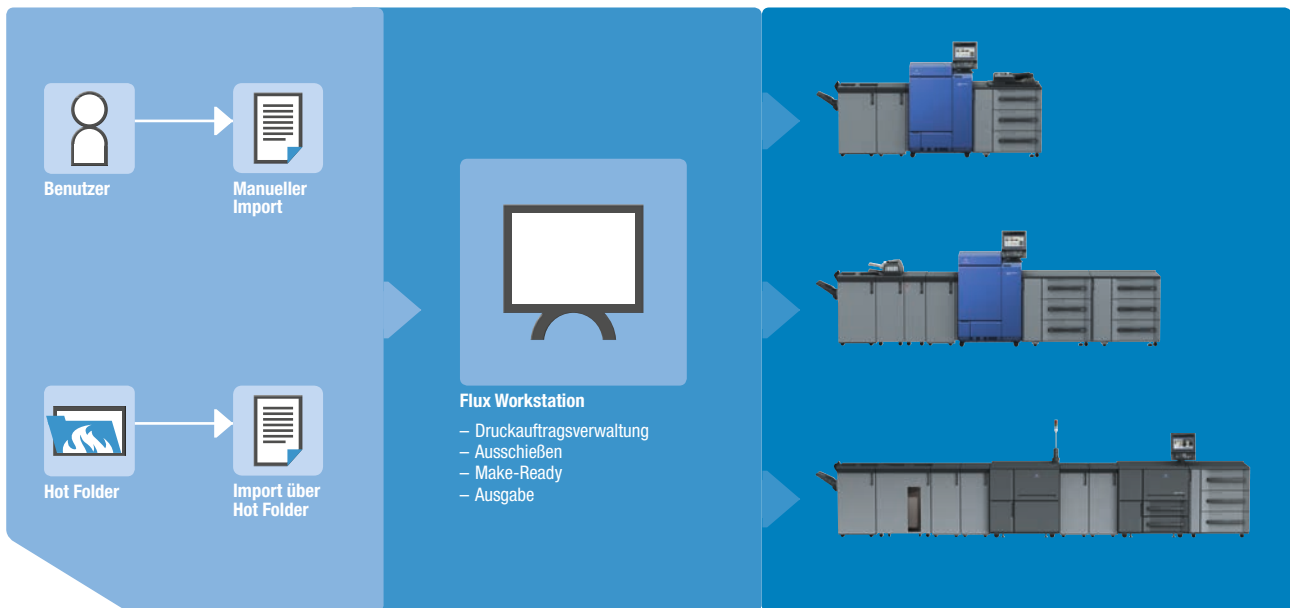 Benutzer
Manueller
Import
Hot Folder
Import über
Hot Folder
Flux Workstation
– Druckauftragsverwaltung
– Ausschießen
– Make-Ready
– Ausgabe